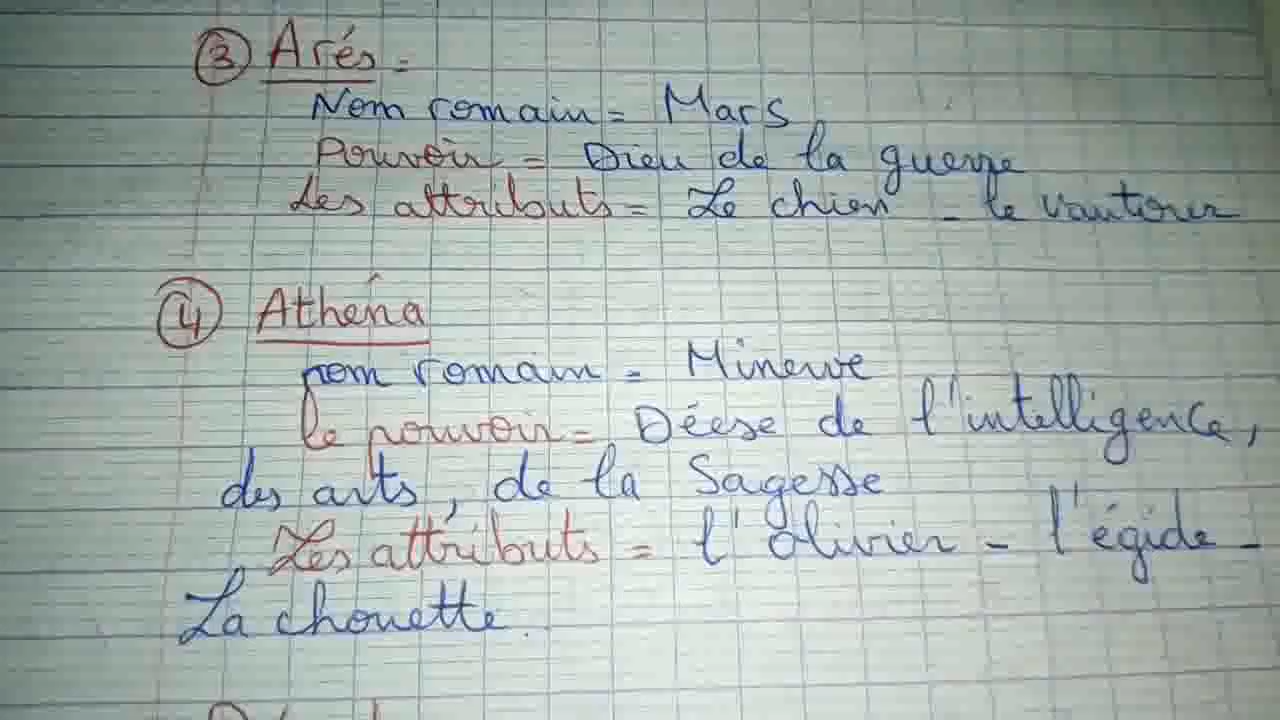 ③ Arés =
Nom romain = Mars
Pouvoir = Dieu de la guerre
Les attributs = Le chien - le vautour
④ Athéna
nom romain = Minerve
le pouvoir = Déese de l'intelligence,
des arts, de la Sagesse
Les attributs = l'olivier - l'égide -
La chouette.